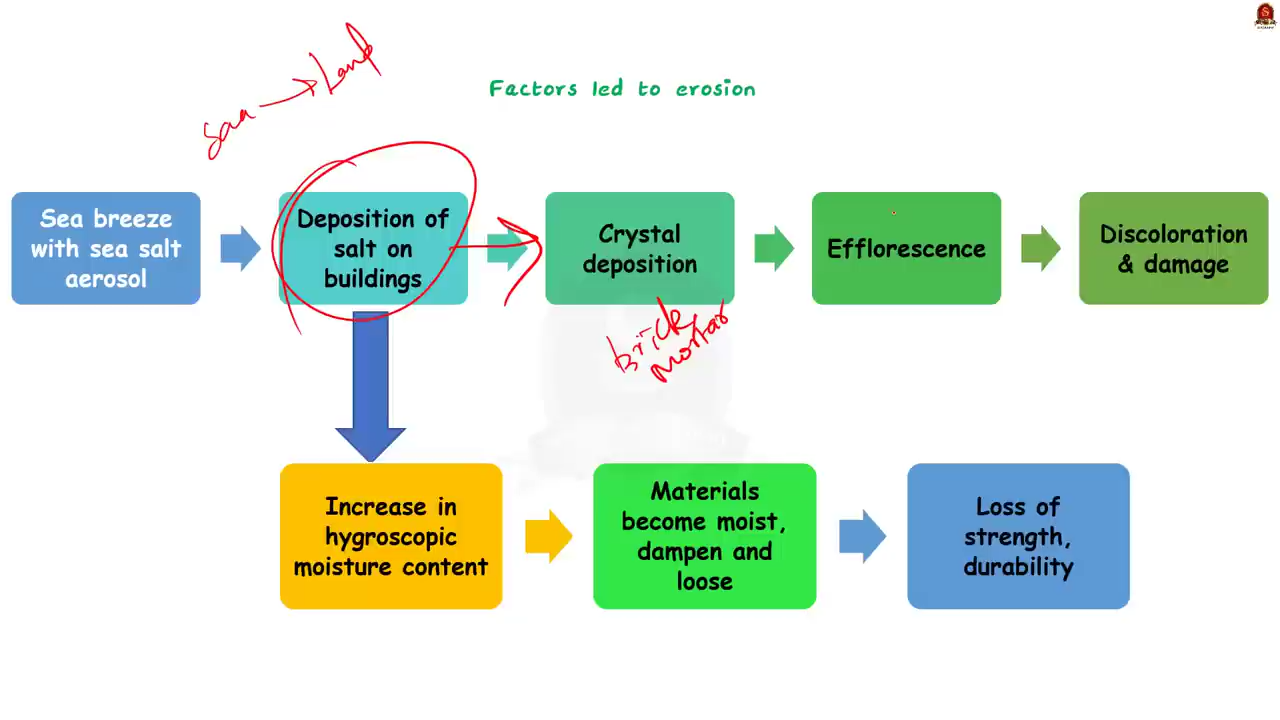 Factors led to erosion
sea → Land
Sea breeze
with sea salt
aerosol
Deposition of
salt on
buildings
Crystal
deposition
brick
mortar
Efflorescence
Discoloration
& damage
Increase in
hygroscopic
moisture content
Materials
become moist,
dampen and
loose
Loss of
strength,
durability